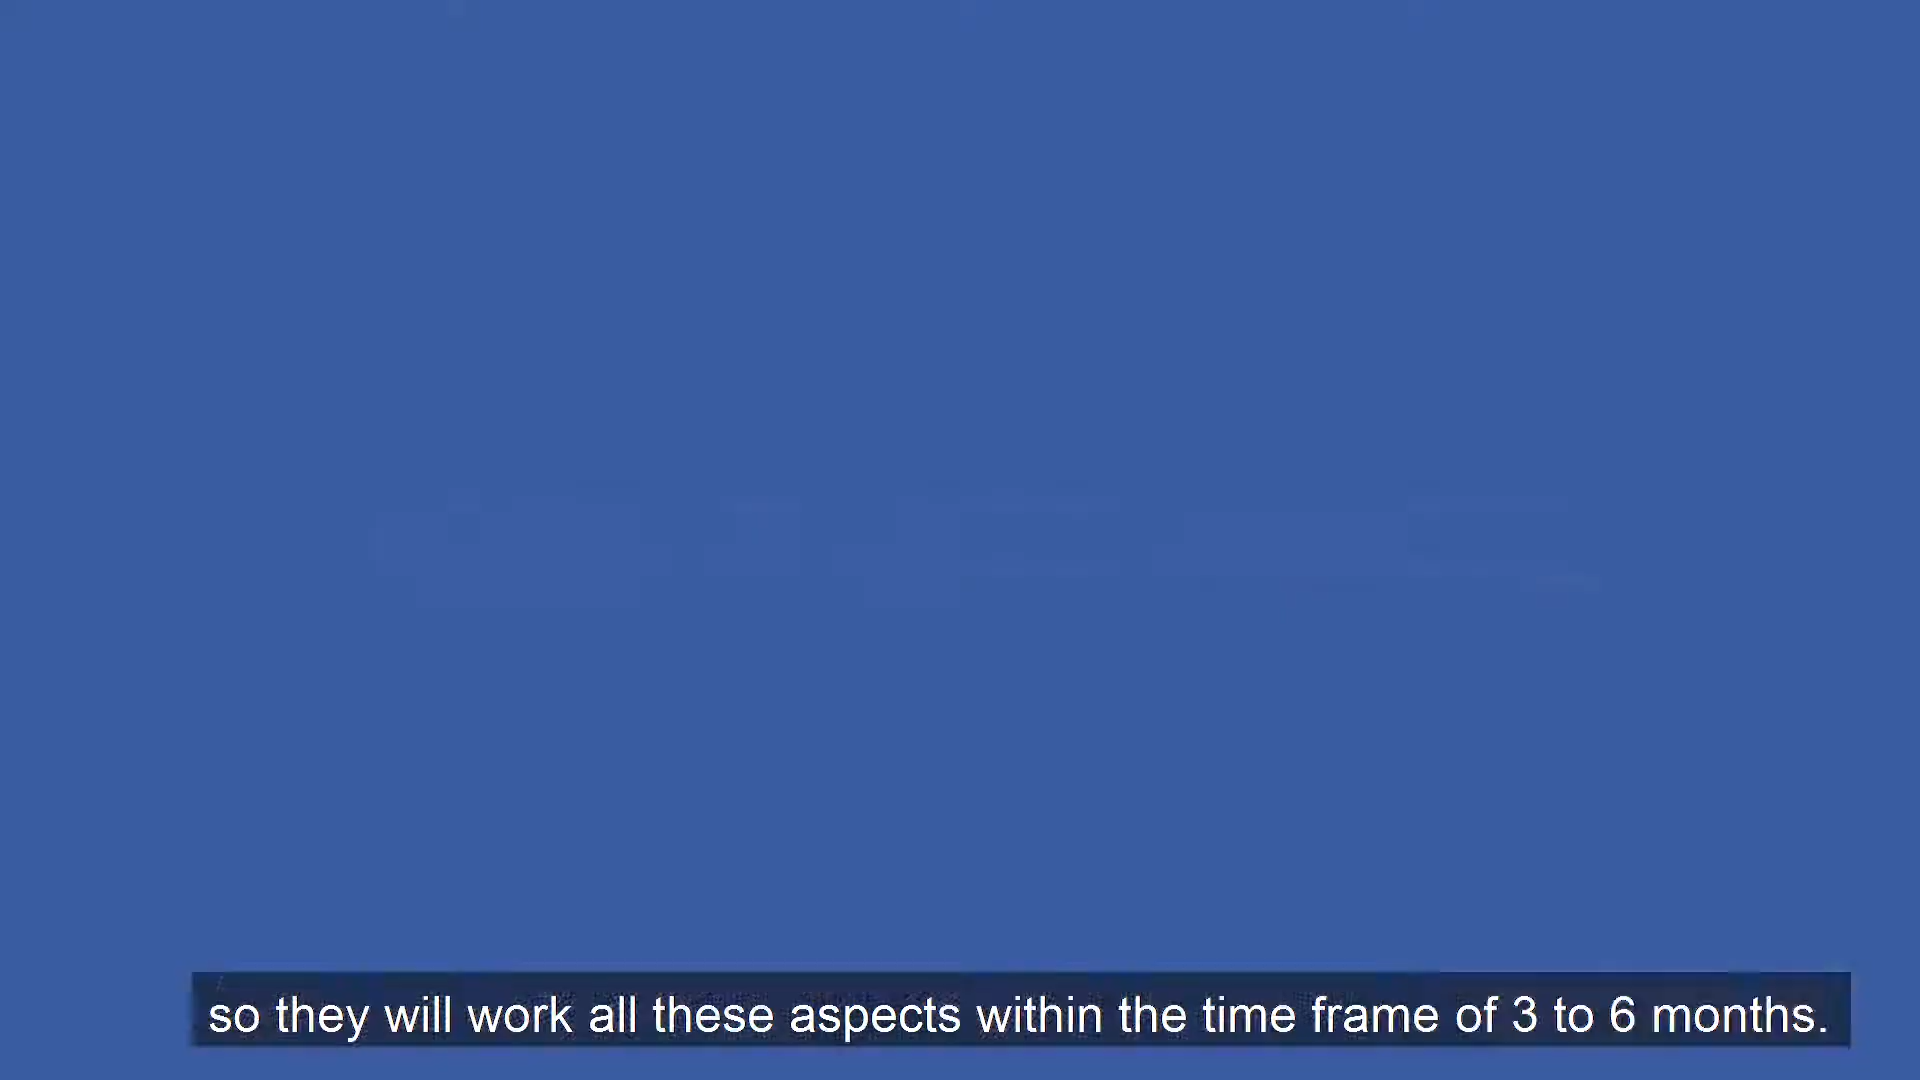 so they will work all these aspects within the time frame of 3 to 6 months.